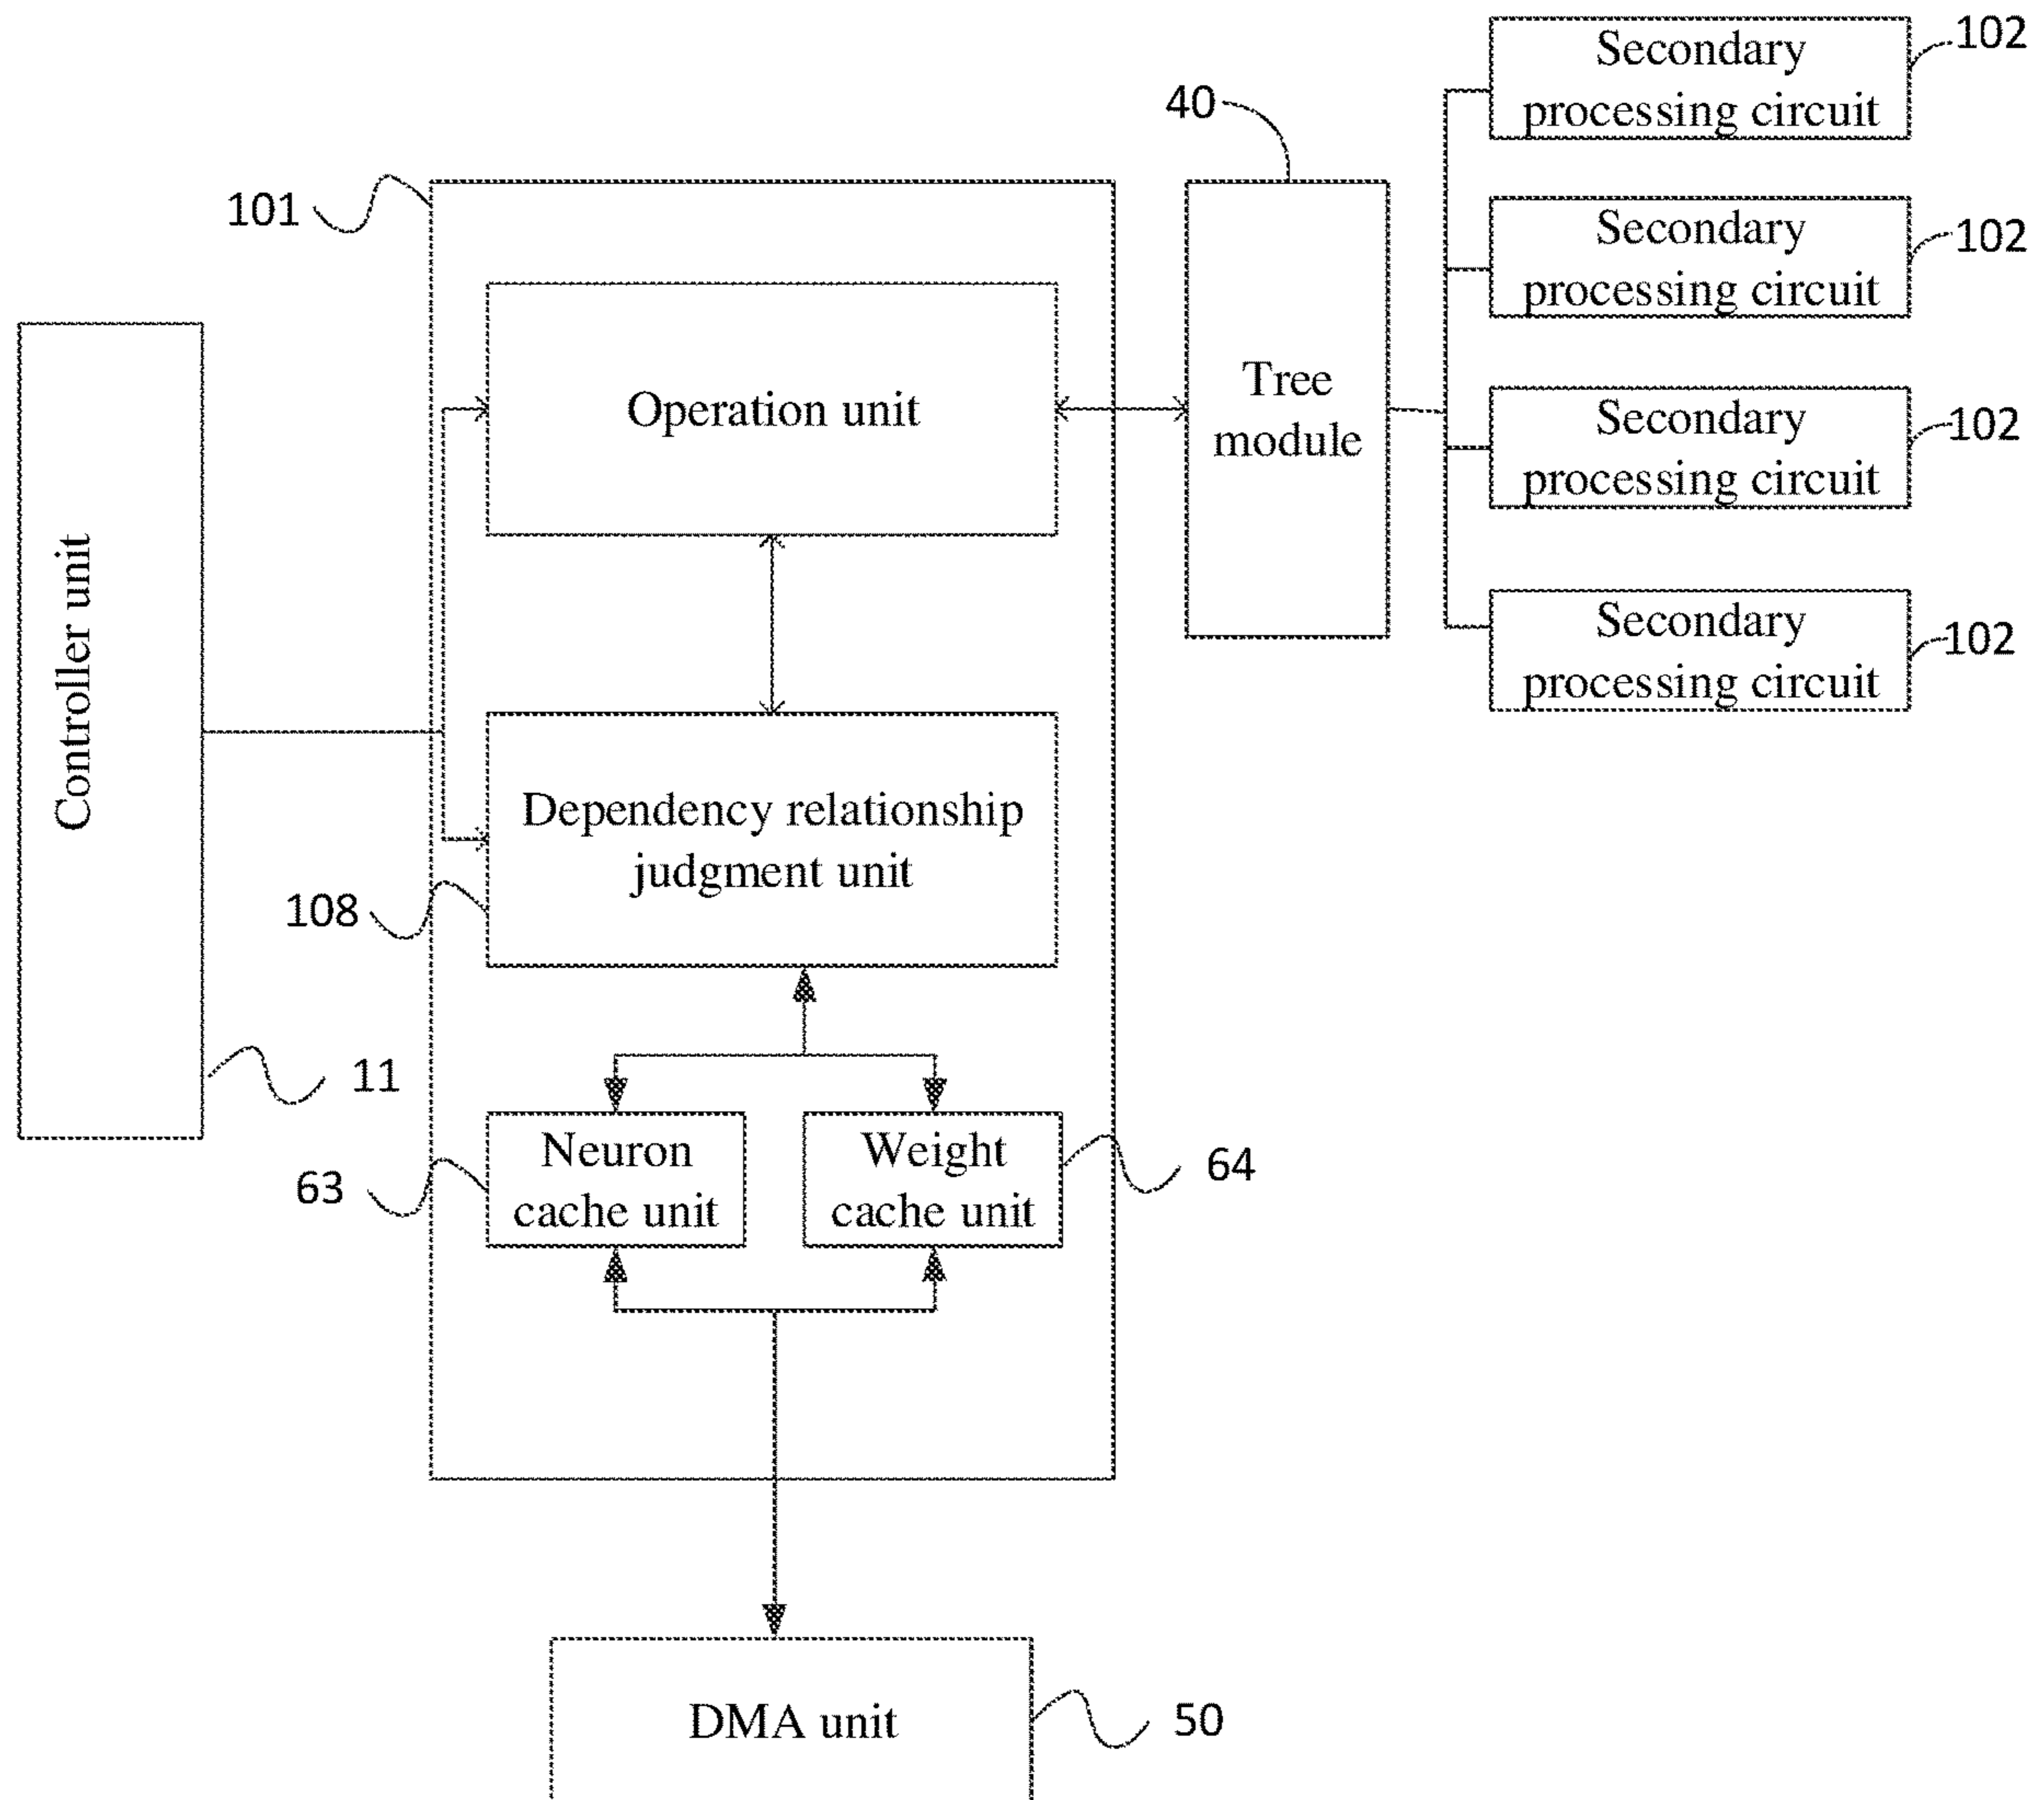 Secondary
processing circuit
102
40
Secondary
processing circuit
102
101
Operation unit
Tree
module
Secondary
processing circuit
102
Controller unit
Secondary
processing circuit
102
Dependency relationship
judgment unit
108
11
Neuron
cache unit
63
Weight
cache unit
64
DMA unit
50